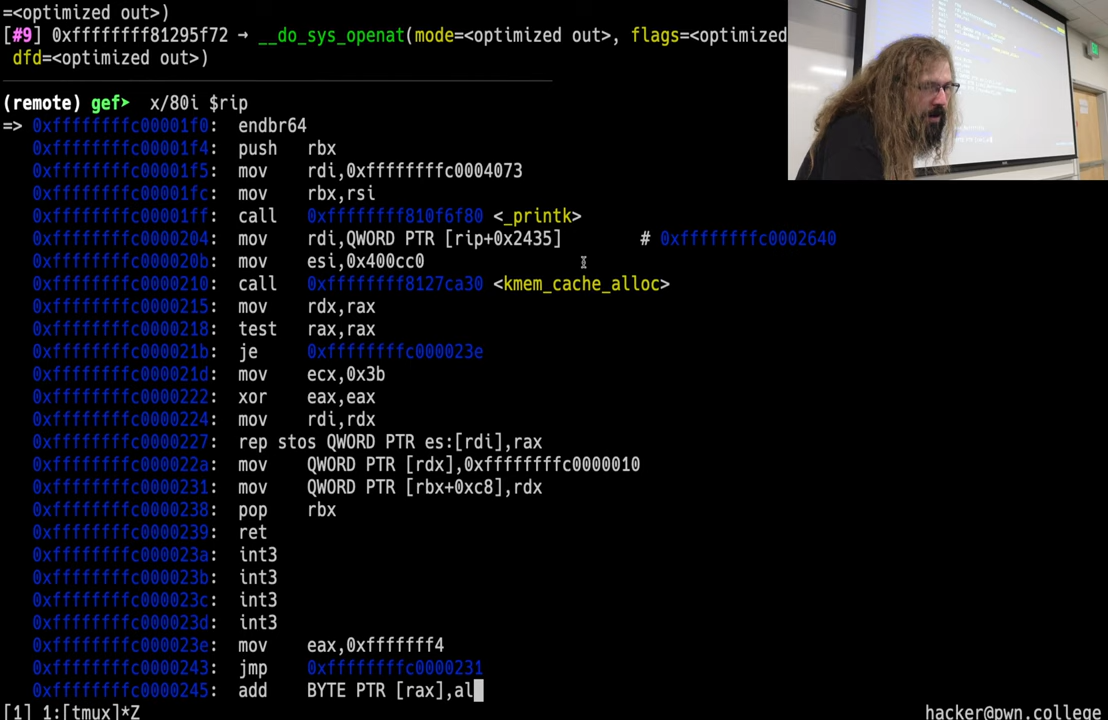 =<optimized out>)
[#9] 0xffffffff81295f72 → __do_sys_openat(mode=<optimized out>, flags=<optimized
dfd=<optimized out>)
(remote) gef➤ x/80i $rip
=> 0xffffffffc00001f0: endbr64
0xffffffffc00001f4: push rbx
0xffffffffc00001f5: mov rdi,0xffffffffc0004073
0xffffffffc00001fc: mov rbx,rsi
0xffffffffc00001ff: call 0xffffffff810f6f80 <_printk>
0xffffffffc0000204: mov rdi,QWORD PTR [rip+0x2435] # 0xffffffffc0002640
0xffffffffc000020b: mov esi,0x400cc0
0xffffffffc0000210: call 0xffffffff8127ca30 <kmem_cache_alloc>
0xffffffffc0000215: mov rdx,rax
0xffffffffc0000218: test rax,rax
0xffffffffc000021b: je 0xffffffffc000023e
0xffffffffc000021d: mov ecx,0x3b
0xffffffffc0000222: xor eax,eax
0xffffffffc0000224: mov rdi,rdx
0xffffffffc0000227: rep stos QWORD PTR es:[rdi],rax
0xffffffffc000022a: mov QWORD PTR [rdx],0xffffffffc0000010
0xffffffffc0000231: mov QWORD PTR [rbx+0xc8],rdx
0xffffffffc0000238: pop rbx
0xffffffffc0000239: ret
0xffffffffc000023a: int3
0xffffffffc000023b: int3
0xffffffffc000023c: int3
0xffffffffc000023d: int3
0xffffffffc000023e: mov eax,0xfffffff4
0xffffffffc0000243: jmp 0xffffffffc0000231
0xffffffffc0000245: add BYTE PTR [rax],al
[1] 1:[tmux]*Z hacker@pwn.college